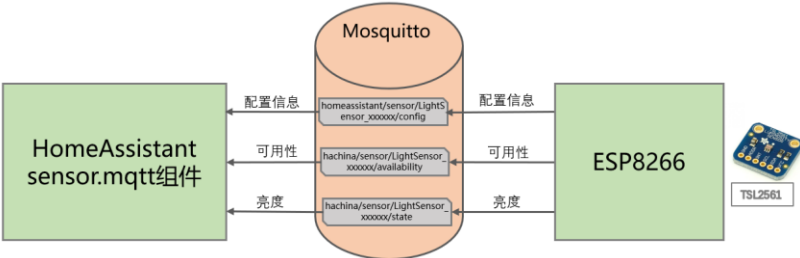 Mosquitto
配置信息
homeassistant/sensor/LightS
ensor_xxxxxx/config
配置信息
HomeAssistant
sensor.mqtt组件
可用性
hachina/sensor/LightSensor_
xxxxxx/availability
可用性
ESP8266
TSL2561
亮度
hachina/sensor/LightSensor_
xxxxxx/state
亮度